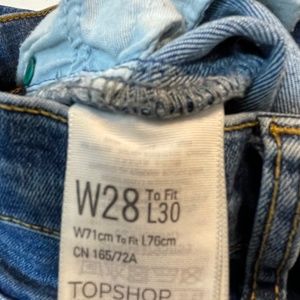 W28 To Fit L30
W71cm To Fit L76cm
CN 165/72A
TOPSHOP